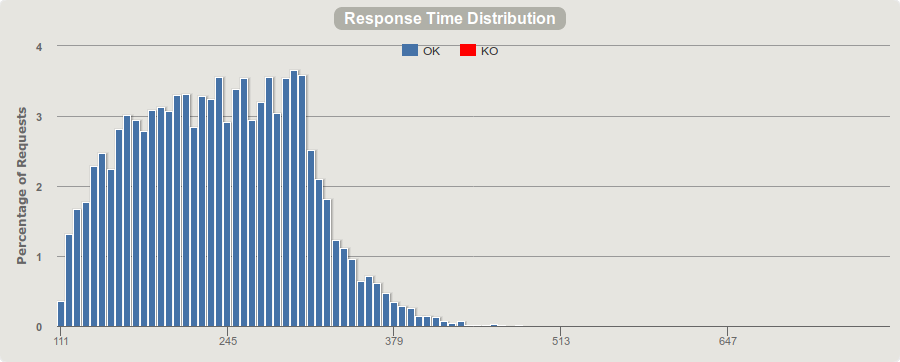 Response Time Distribution
OK KO
Percentage of Requests
4
3
2
1
0
111 245 379 513 647